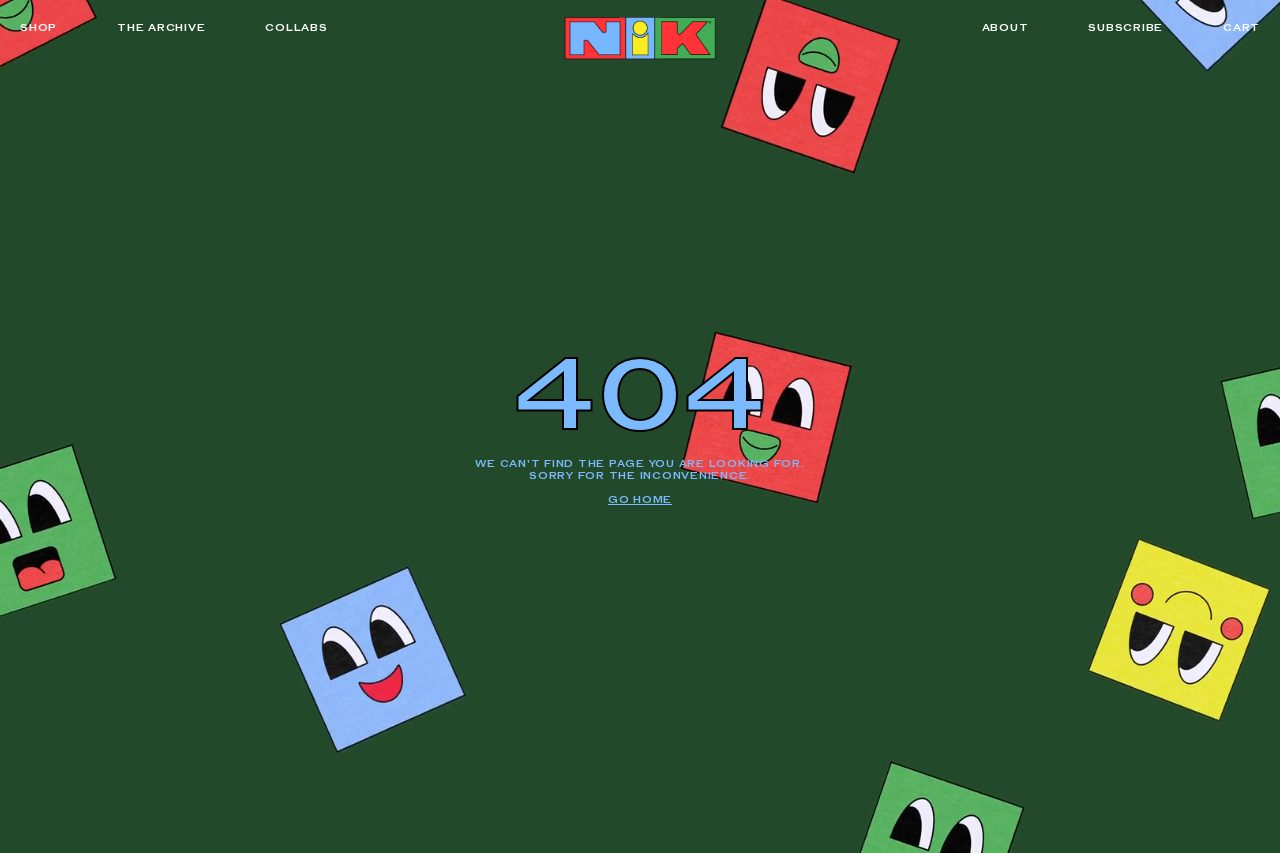 SHOP
THE ARCHIVE
COLLABS
NiK
ABOUT
SUBSCRIBE
CART
404
WE CAN'T FIND THE PAGE YOU ARE LOOKING FOR.
SORRY FOR THE INCONVENIENCE.
GO HOME